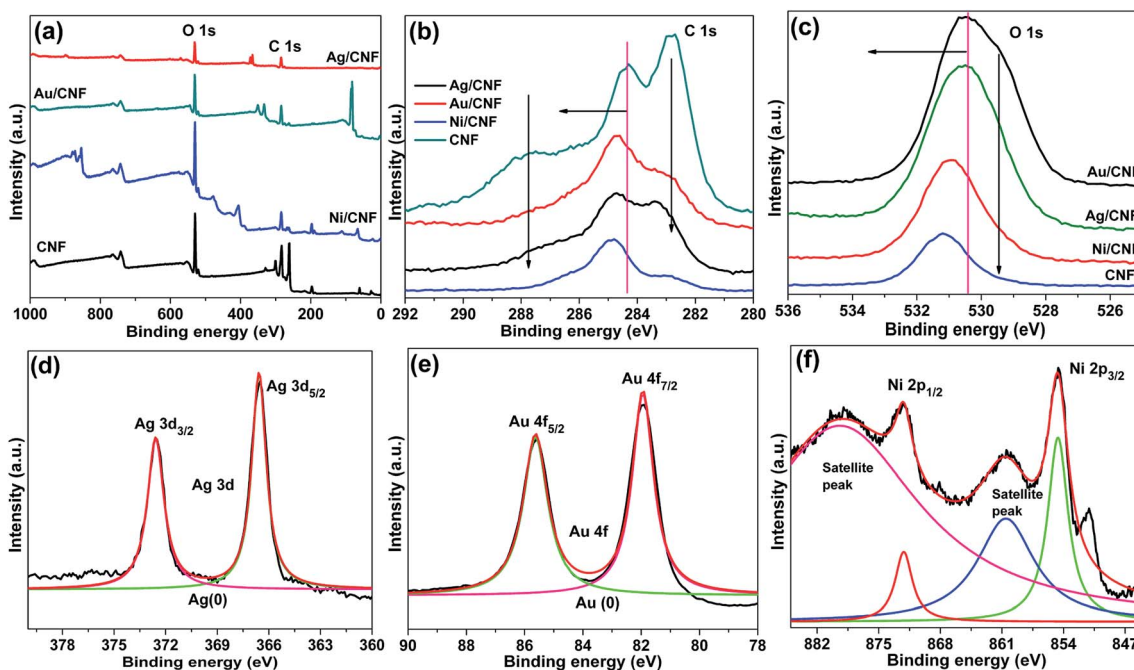 (a)
O 1s
C 1s
Ag/CNF
Au/CNF
Ni/CNF
CNF
Intensity (a.u.)
1000 800 600 400 200 0
Binding energy (eV)
(b)
C 1s
Ag/CNF
Au/CNF
Ni/CNF
CNF
Intensity (a.u.)
292 290 288 286 284 282 280
Binding energy (eV)
(c)
O 1s
Au/CNF
Ag/CNF
Ni/CNF
CNF
Intensity (a.u.)
536 534 532 530 528 526
Binding energy (eV)
(d)
Ag 3d5/2
Ag 3d3/2
Ag 3d
Ag(0)
Intensity (a.u.)
378 375 372 369 366 363 360
Binding energy (eV)
(e)
Au 4f7/2
Au 4f5/2
Au 4f
Au (0)
Intensity (a.u.)
90 88 86 84 82 80 78
Binding energy (eV)
(f)
Ni 2p3/2
Ni 2p1/2
Satellite
peak
Satellite
peak
Intensity (a.u.)
882 875 868 861 854 847
Binding energy (eV)